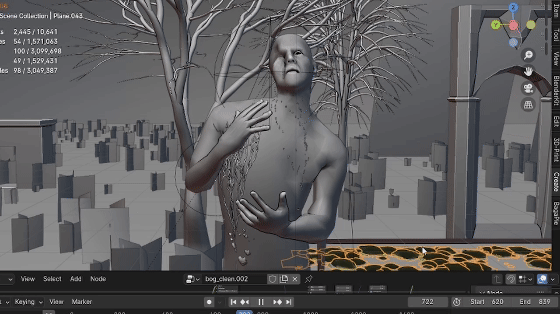 Scene Collection | Plane.043
2,445 / 10,641
54 / 1,571,063
100 / 3,099,698
49 / 1,529,431
98 / 3,049,387
Item
Tool
View
BlenderKit
Edit
3D-Print
Create
BagaPie
View Select Add Node bog_clean.002
Keying View Marker 722 Start 620 End 839